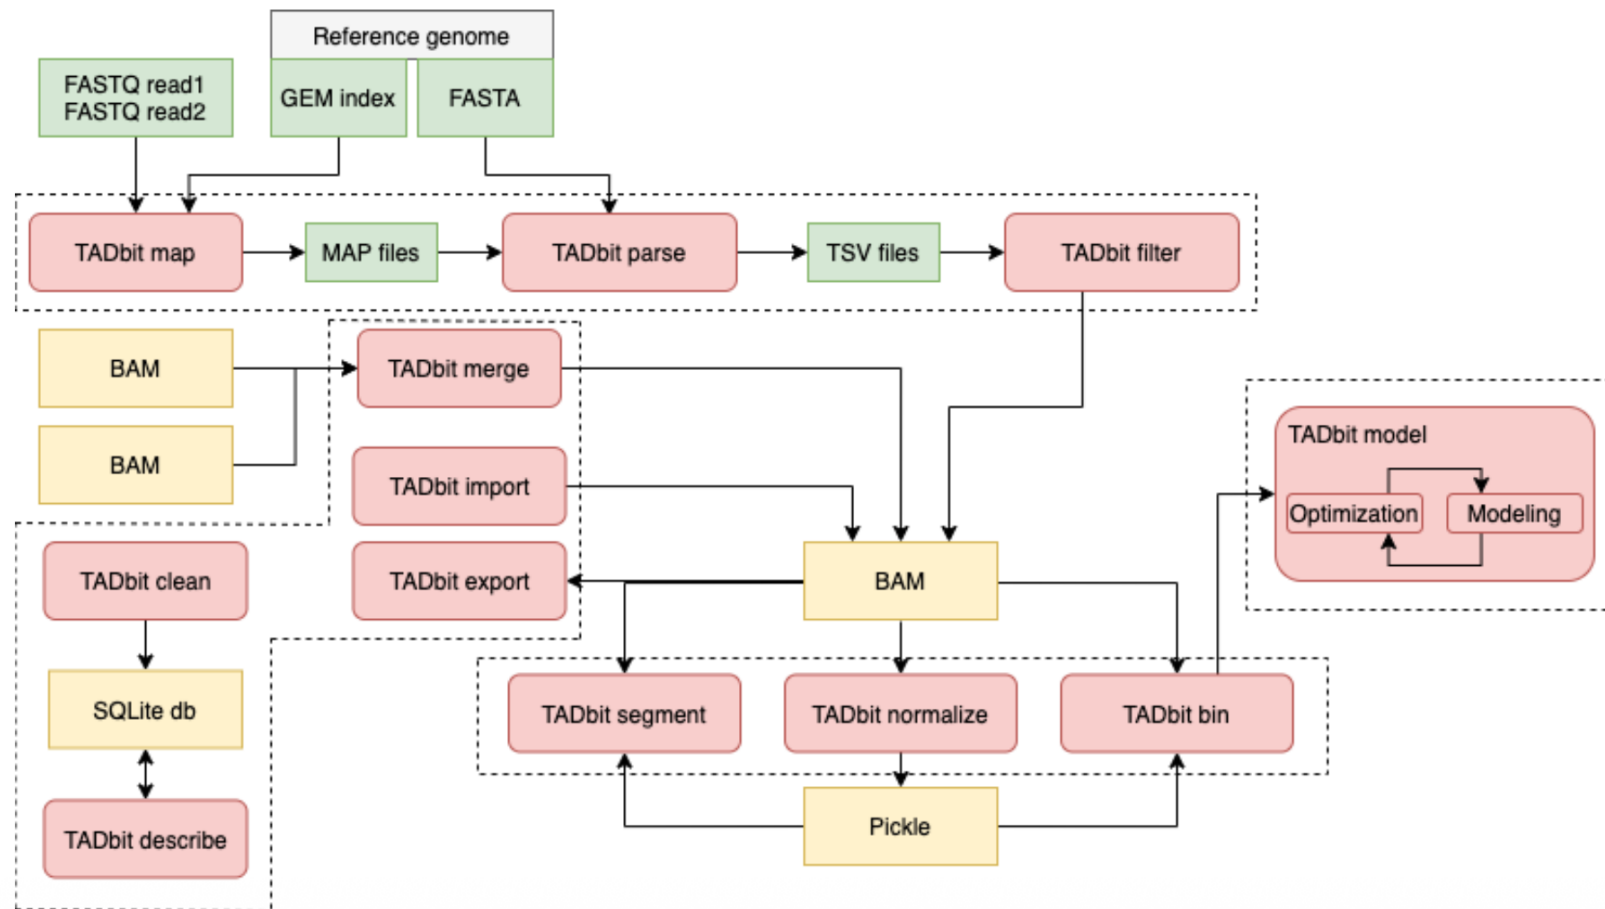 Reference genome
FASTQ read1
FASTQ read2
GEM index
FASTA
TADbit map
MAP files
TADbit parse
TSV files
TADbit filter
BAM
TADbit merge
BAM
TADbit import
TADbit model
Optimization
Modeling
TADbit clean
TADbit export
BAM
SQLite db
TADbit segment
TADbit normalize
TADbit bin
TADbit describe
Pickle